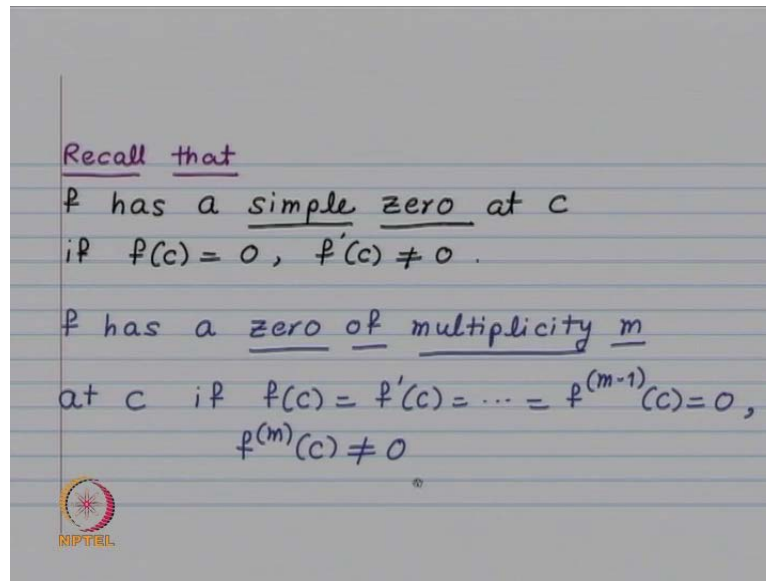 Recall that
f has a simple zero at c
if f(c) = 0, f'(c) ≠ 0.
f has a zero of multiplicity m
at c if f(c) = f'(c) = ... = f^(m-1)(c) = 0,
f^(m)(c) ≠ 0
NPTEL